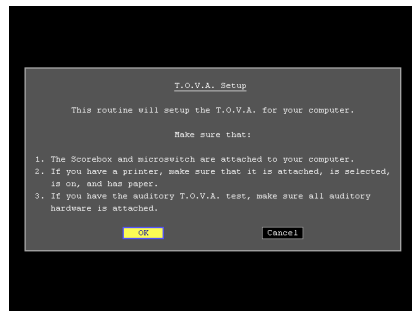 T.O.V.A. Setup
This routine will setup the T.O.V.A. for your computer.
Make sure that:
1. The Scorebox and microswitch are attached to your computer.
2. If you have a printer, make sure that it is attached, is selected,
is on, and has paper.
3. If you have the auditory T.O.V.A. test, make sure all auditory
hardware is attached.
OK Cancel